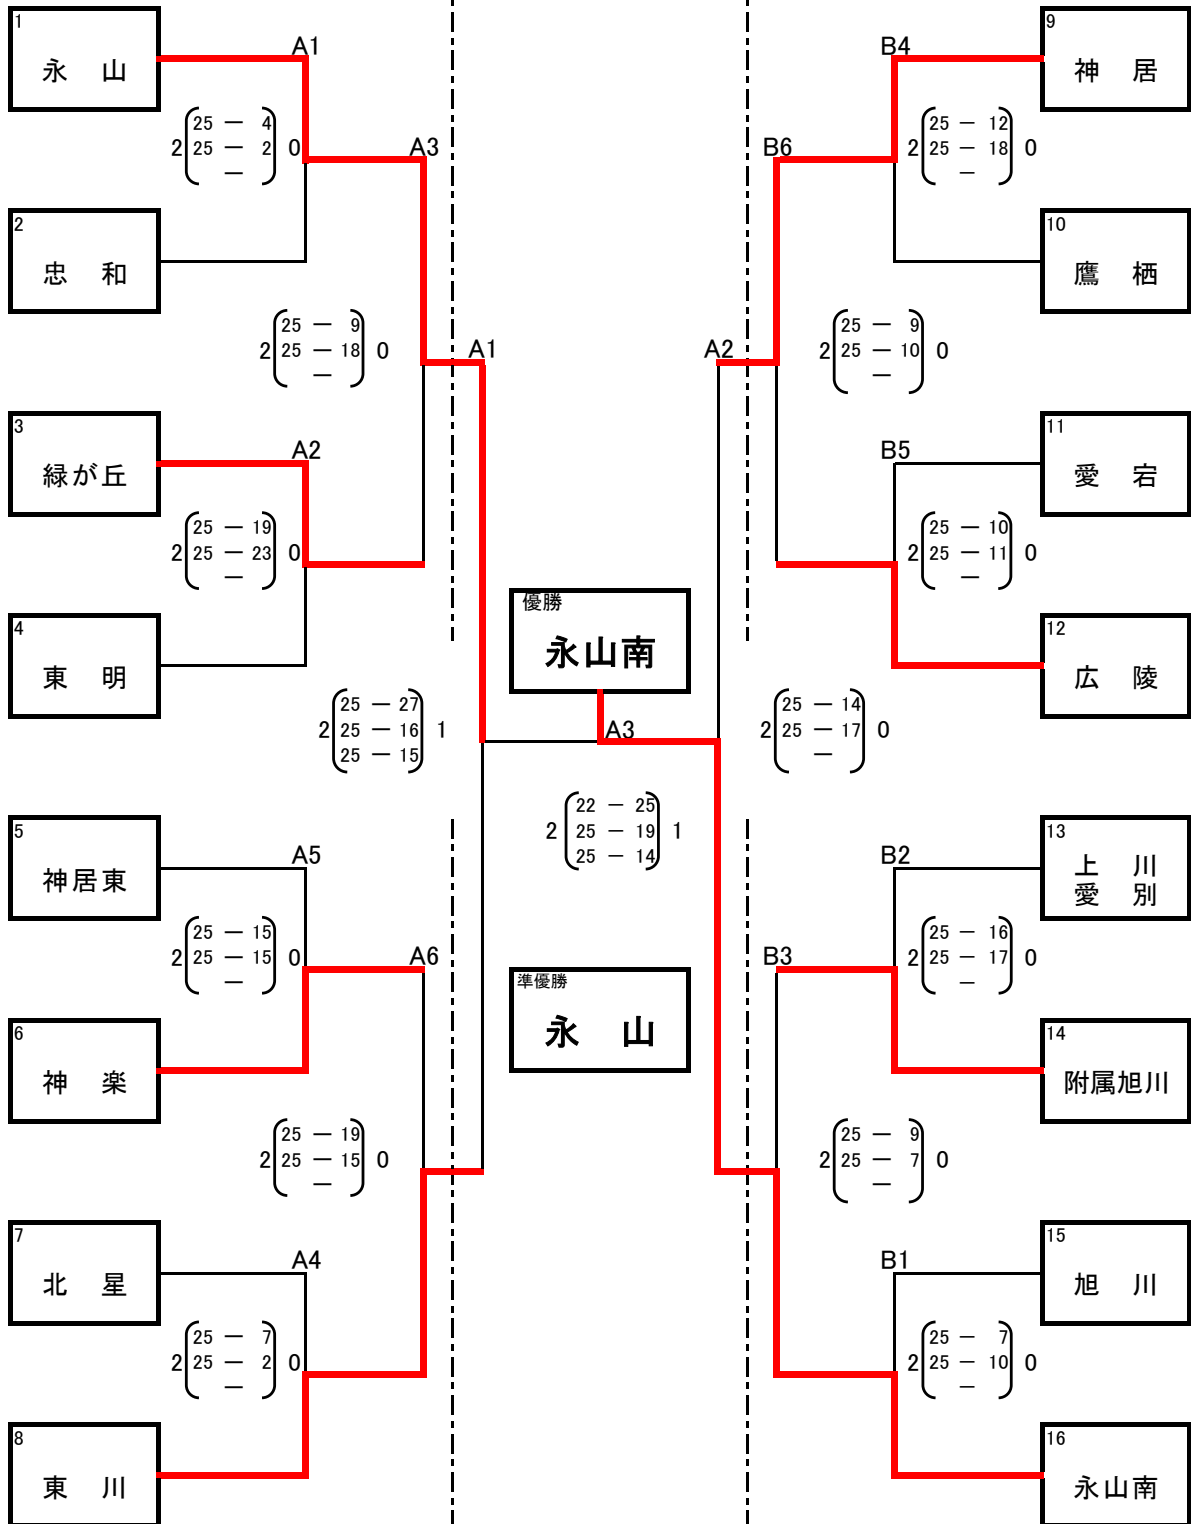 1
永 山
A1
2 25 — 4 0
25 — 2
—
A3
2
忠 和
2 25 — 9 0
25 — 18
—
A1
3
緑が丘
A2
2 25 — 19 0
25 — 23
—
4
東 明
2 25 — 27 1
25 — 16
25 — 15
5
神居東
A5
2 25 — 15 0
25 — 15
—
A6
6
神 楽
2 25 — 19 0
25 — 15
—
7
北 星
A4
2 25 — 7 0
25 — 2
—
8
東 川
優勝
永山南
A3
2 22 — 25 1
25 — 19
25 — 14
準優勝
永 山
9
神 居
B4
2 25 — 12 0
25 — 18
—
B6
10
鷹 栖
A2
2 25 — 9 0
25 — 10
—
11
愛 宕
B5
2 25 — 10 0
25 — 11
—
12
広 陵
2 25 — 14 0
25 — 17
—
13
上 川
愛 別
B2
2 25 — 16 0
25 — 17
—
B3
14
附属旭川
2 25 — 9 0
25 — 7
—
15
旭 川
B1
2 25 — 7 0
25 — 10
—
16
永山南